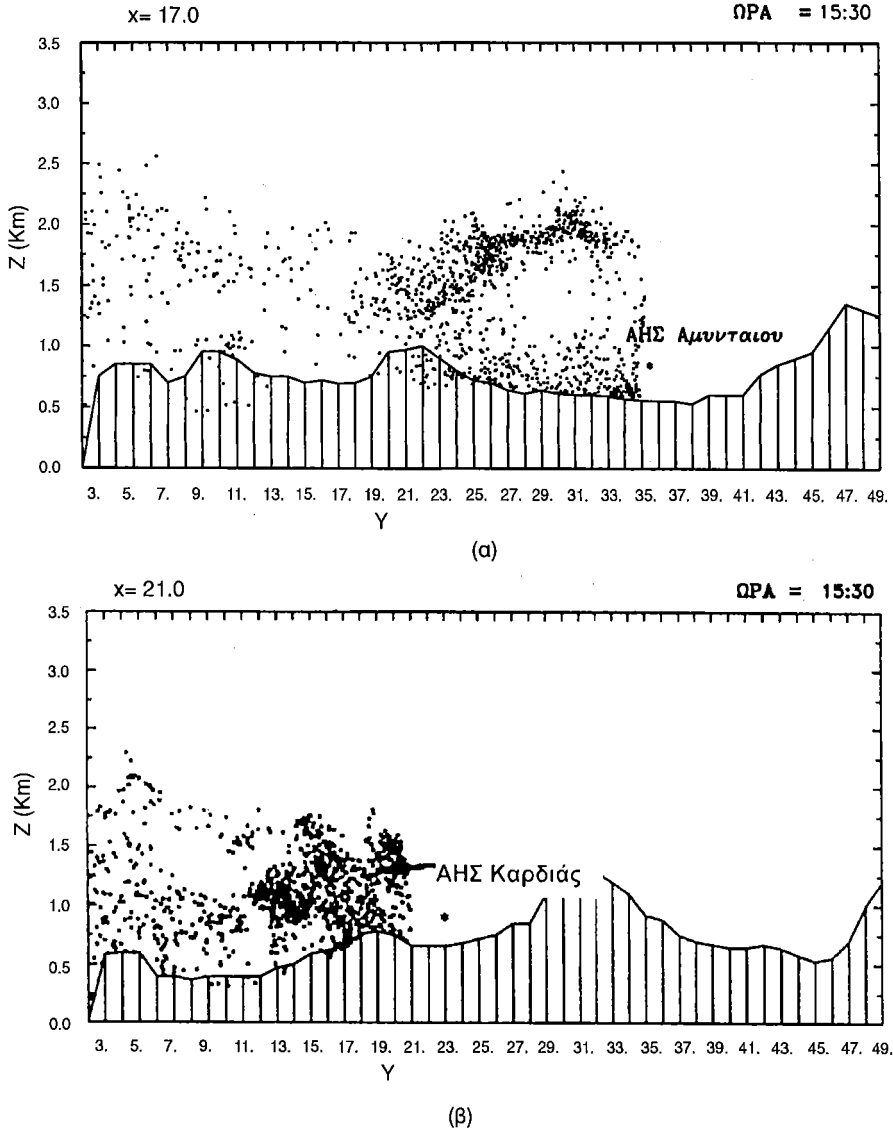 x= 17.0
ΩΡΑ = 15:30
3.5
3.0
2.5
2.0
1.5
1.0
0.5
0.0
Z (Km)
ΑΗΣ Αμυνταιου
*
3. 5. 7. 9. 11. 13. 15. 17. 19. 21. 23. 25. 27. 29. 31. 33. 35. 37. 39. 41. 43. 45. 47. 49.
Y
(α)
x= 21.0
ΩΡΑ = 15:30
3.5
3.0
2.5
2.0
1.5
1.0
0.5
0.0
Z (Km)
ΑΗΣ Καρδιάς
*
3. 5. 7. 9. 11. 13. 15. 17. 19. 21. 23. 25. 27. 29. 31. 33. 35. 37. 39. 41. 43. 45. 47. 49.
Y
(β)